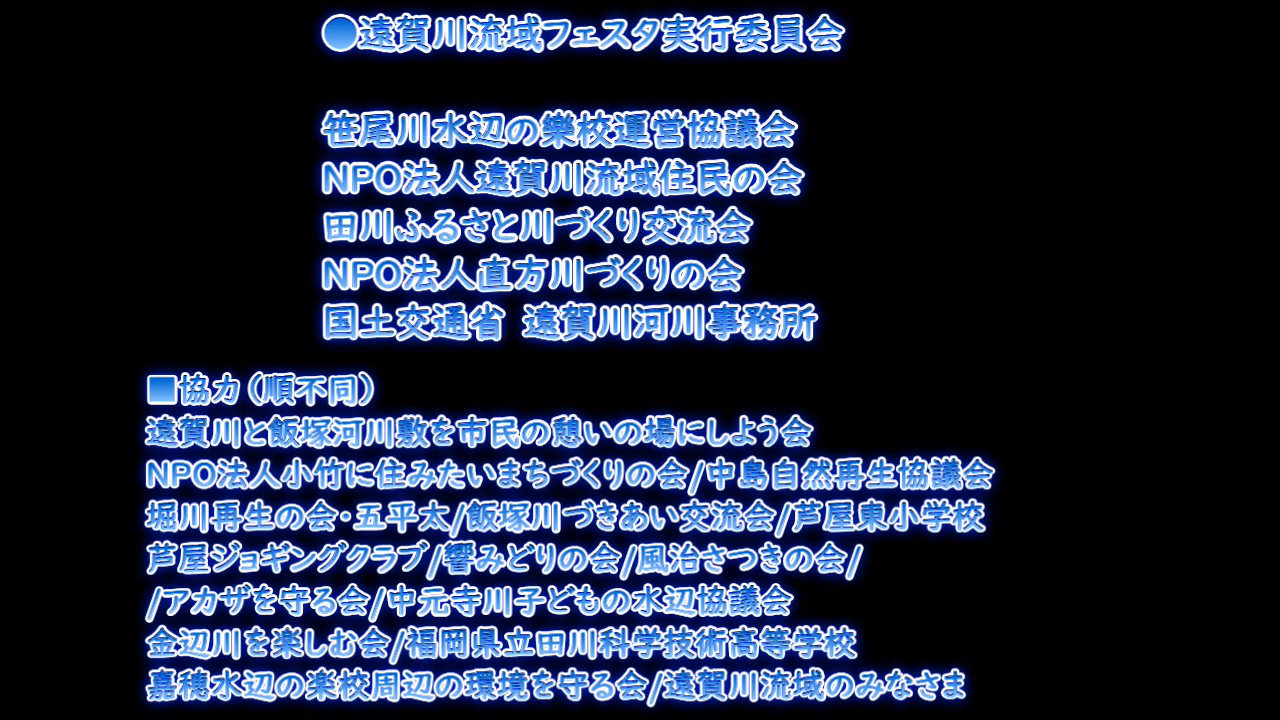 ●遠賀川流域フェスタ実行委員会
笹尾川水辺の樂校運営協議会
NPO法人遠賀川流域住民の会
田川ふるさと川づくり交流会
NPO法人直方川づくりの会
国土交通省 遠賀川河川事務所
■協力（順不同）
遠賀川と飯塚河川敷を市民の憩いの場にしよう会
NPO法人小竹に住みたいまちづくりの会/中島自然再生協議会
堀川再生の会・五平太/飯塚川づきあい交流会/芦屋東小学校
芦屋ジョギングクラブ/響みどりの会/風治さつきの会/
/アカザを守る会/中元寺川子どもの水辺協議会
金辺川を楽しむ会/福岡県立田川科学技術高等学校
嘉穂水辺の楽校周辺の環境を守る会/遠賀川流域のみなさま